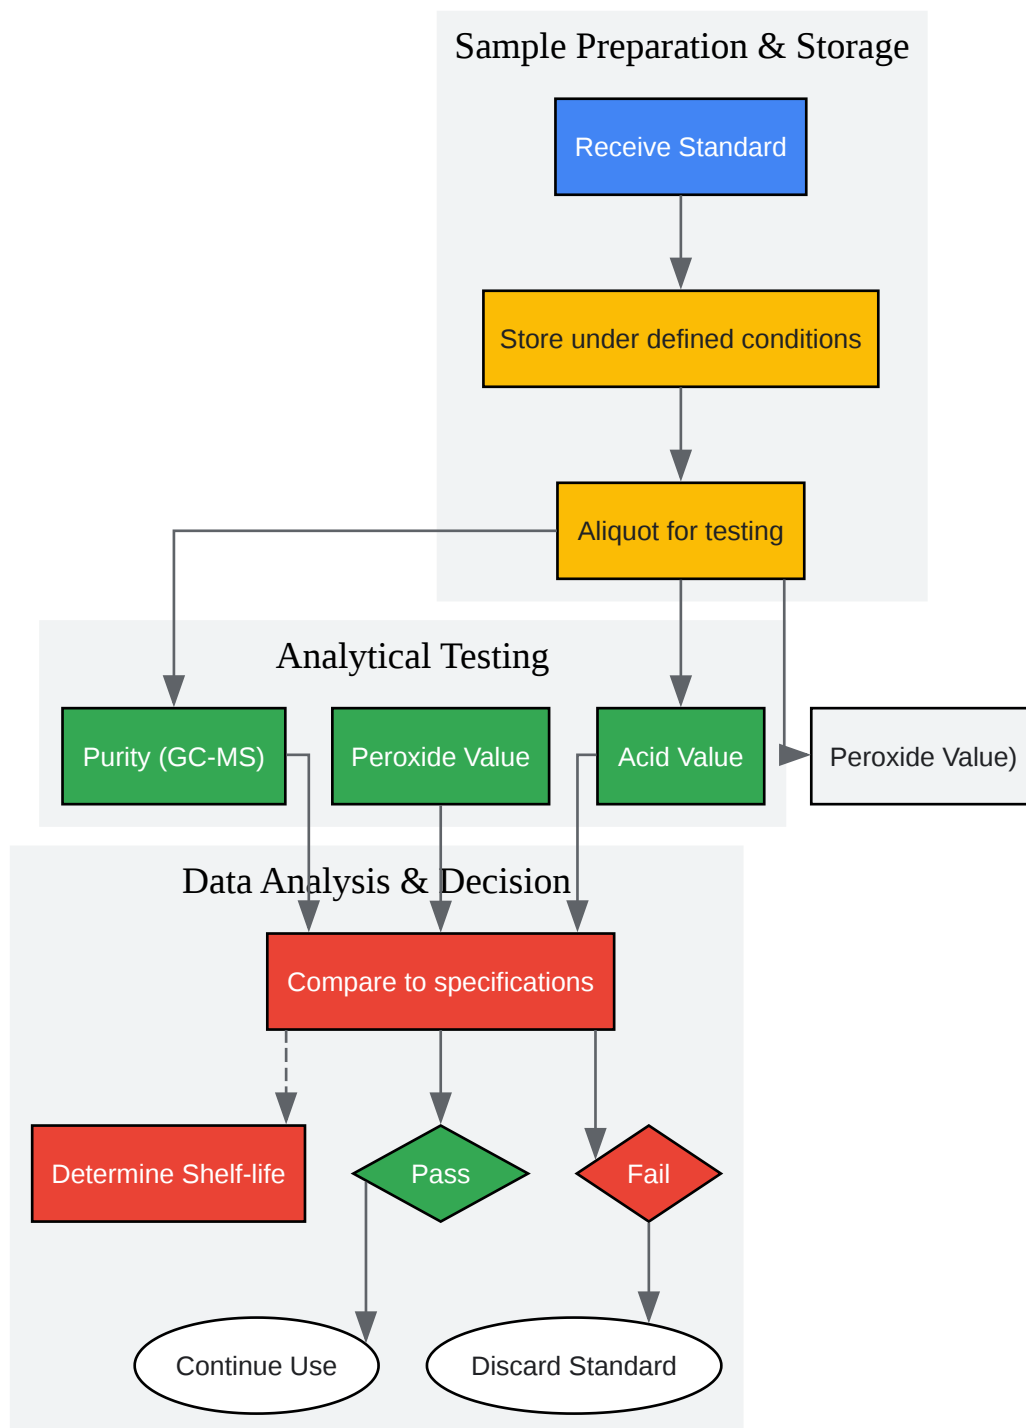 Sample Preparation & Storage
Receive Standard
Store under defined conditions
Aliquot for testing
Analytical Testing
Purity (GC-MS)
Peroxide Value
Acid Value
Peroxide Value)
Data Analysis & Decision
Compare to specifications
Determine Shelf-life
Pass
Fail
Continue Use
Discard Standard